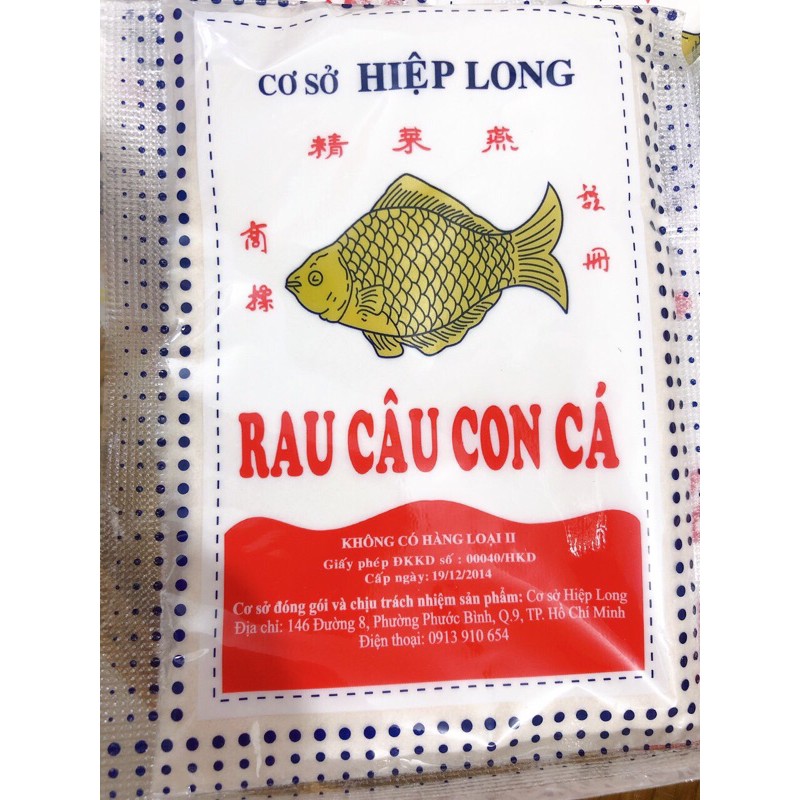 CƠ SỞ HIỆP LONG
精菜燕
商標
註冊
RAU CÂU CON CÁ
KHÔNG CÓ HÀNG LOẠI II
Giấy phép ĐKKD số : 00040/HKD
Cấp ngày: 19/12/2014
Cơ sở đóng gói và chịu trách nhiệm sản phẩm: Cơ sở Hiệp Long
Địa chỉ: 146 Đường 8, Phường Phước Bình, Q.9, TP. Hồ Chí Minh
Điện thoại: 0913 910 654